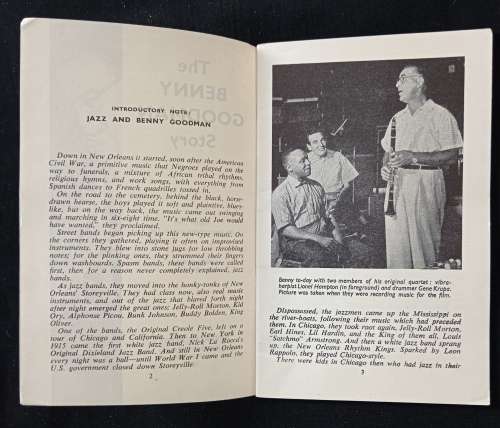 INTRODUCTORY NOTE:
JAZZ AND BENNY GOODMAN
Down in New Orleans it started, soon after the American
Civil War, a primitive music that Negroes played on the
way to funerals, a mixture of African tribal rhythm,
religious hymns, and work songs, with everything from
Spanish dances to French quadrilles tossed in.
On the road to the cemetery, behind the black, horse-
drawn hearse, the boys played it soft and plaintive, bluey-
like, but on the way back, the music came out swinging
and marching in six-eight time. "It's what old Joe would
have wanted," they proclaimed.
Street bands began picking up this new-type music. On
the corners they gathered, playing it often on improvised
instruments. They blew into stone jugs for low throbbing
notes; for the plinking ones, they strummed their fingers
down washboards. Spasm bands, these bands were called
first, then for a reason never completely explained, jazz
bands.
As jazz bands, they moved into the honky-tonks of New
Orleans' Storeyville. They had class now, also real music
instruments, and out of the jazz that blared forth night
after night emerged the great ones: Jelly-Roll Morton, Kid
Ory, Alphonse Picou, Bunk Johnson, Buddy Bolden, King
Oliver.
One of the bands, the Original Creole Five, left on a
tour of Chicago and California. Then to New York in
1915 came the first white jazz band, Nick La Rocca's
Original Dixieland Jazz Band. And still in New Orleans
every night was a ball—until World War I came and the
U.S. government closed down Storeyville.
2
Benny to-day with two members of his original quartet: vibra-
harpist Lionel Hampton (in foreground) and drummer Gene Krupa.
Picture was taken when they were recording music for the film.
Dispossessed, the jazzmen came up the Mississippi on
the river-boats, following their music which had preceded
them. In Chicago, they took root again, Jelly-Roll Morton,
Earl Hines, Lil Hardin, and the King of them all, Louis
"Satchmo" Armstrong. And then a white jazz band sprang
up, the New Orleans Rhythm Kings. Sparked by Leon
Rappolo, they played Chicago-style.
There were kids in Chicago then who had jazz in their
3
The
BENNY
GOODMAN
Story